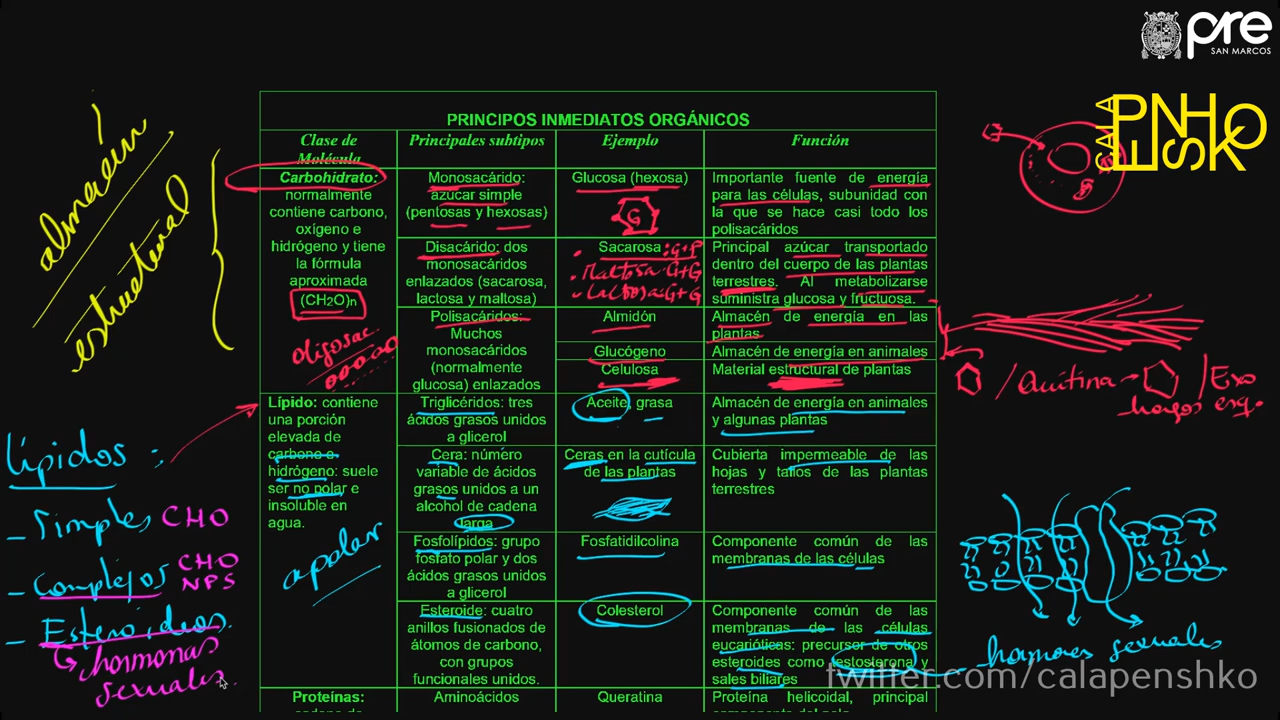 pre
SAN MARCOS
CALA
PNHO
ESK
almacén
estructural
PRINCIPOS INMEDIATOS ORGÁNICOS
Clase de Molécula
Principales subtipos
Ejemplo
Función
Carbohidrato:
normalmente
contiene carbono,
oxígeno e
hidrógeno y tiene
la fórmula
aproximada
(CH2O)n
oligosac.
Monosacárido:
azúcar simple
(pentosas y hexosas)
Glucosa (hexosa)
G
Importante fuente de energía
para las células, subunidad con
la que se hace casi todo los
polisacáridos
Disacárido: dos
monosacáridos
enlazados (sacarosa,
lactosa y maltosa)
Sacarosa: G+F
Maltosa: G+G
Lactosa: G+G
Principal azúcar transportado
dentro del cuerpo de las plantas
terrestres. Al metabolizarse
suministra glucosa y fructuosa.
Polisacáridos:
Muchos
monosacáridos
(normalmente
glucosa) enlazados
Almidón
Almacén de energía en las
plantas
Glucógeno
Almacén de energía en animales
Celulosa
Material estructural de plantas
/ Quitina
/ Exo
hongos esq.
Lípido: contiene
una porción
elevada de
carbono e
hidrógeno: suele
ser no polar e
insoluble en
agua.
apolar
Triglicéridos: tres
ácidos grasos unidos
a glicerol
Aceite, grasa
Almacén de energía en animales
y algunas plantas
Cera: número
variable de ácidos
grasos unidos a un
alcohol de cadena
larga
Ceras en la cutícula
de las plantas
Cubierta impermeable de las
hojas y tallos de las plantas
terrestres
Fosfolípidos: grupo
fosfato polar y dos
ácidos grasos unidos
a glicerol
Fosfatidilcolina
Componente común de las
membranas de las células
Esteroide: cuatro
anillos fusionados de
átomos de carbono,
con grupos
funcionales unidos.
Colesterol
Componente común de las
membranas de las células
eucarióticas: precursor de otros
esteroides como testosterona y
sales biliares
Proteínas:
Aminoácidos
Queratina
Proteína helicoidal, principal
Lípidos :
- Simples CHO
- Complejos CHO
NPS
- Esteroideos.
hormonas
sexuales.
- hormonas sexuales
twitter.com/calapenshko